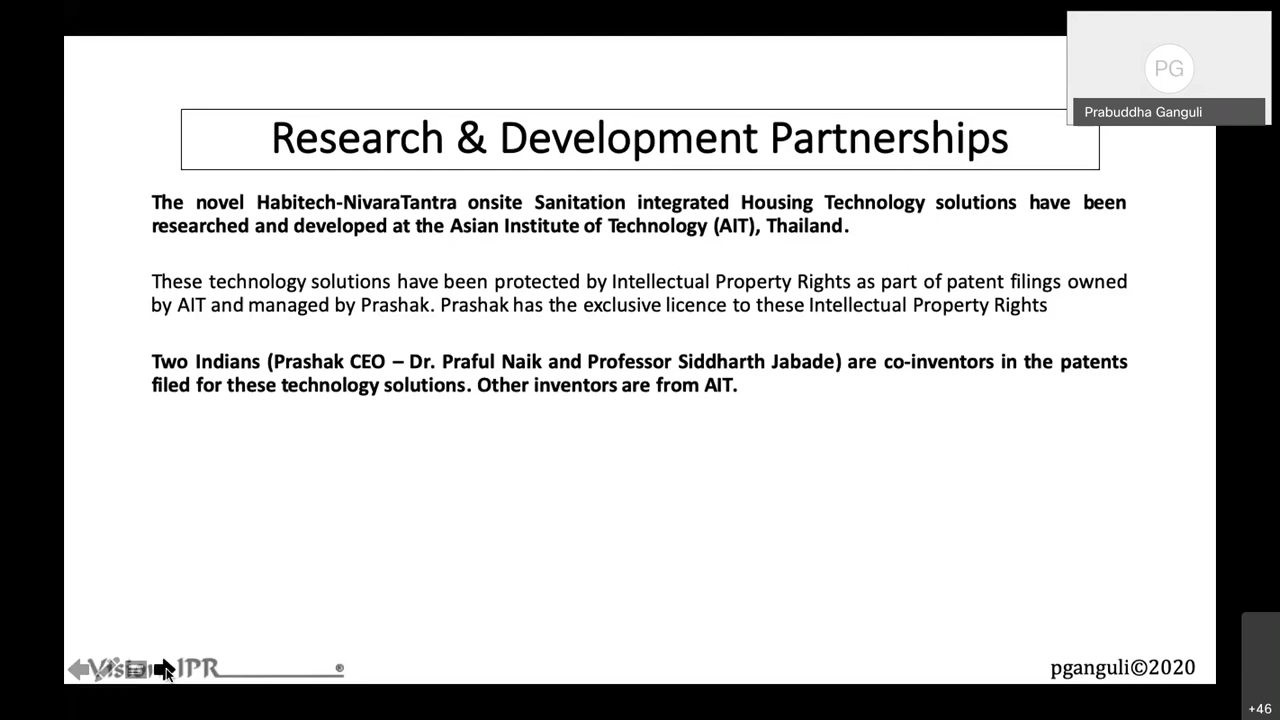 PG
Prabuddha Ganguli
Research & Development Partnerships
The novel Habitech-NivaraTantra onsite Sanitation integrated Housing Technology solutions have been
researched and developed at the Asian Institute of Technology (AIT), Thailand.
These technology solutions have been protected by Intellectual Property Rights as part of patent filings owned
by AIT and managed by Prashak. Prashak has the exclusive licence to these Intellectual Property Rights
Two Indians (Prashak CEO – Dr. Praful Naik and Professor Siddharth Jabade) are co-inventors in the patents
filed for these technology solutions. Other inventors are from AIT.
Vision IPR ®
pganguli©2020
+46